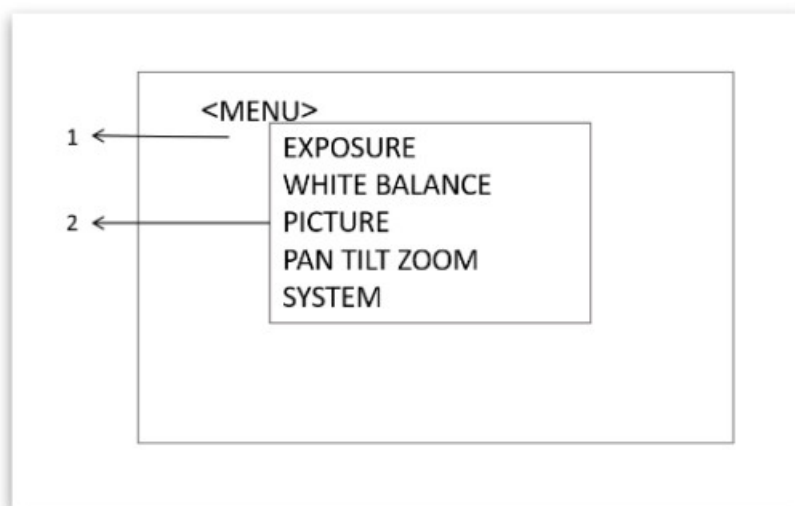 <MENU>
1
EXPOSURE
WHITE BALANCE
2
PICTURE
PAN TILT ZOOM
SYSTEM